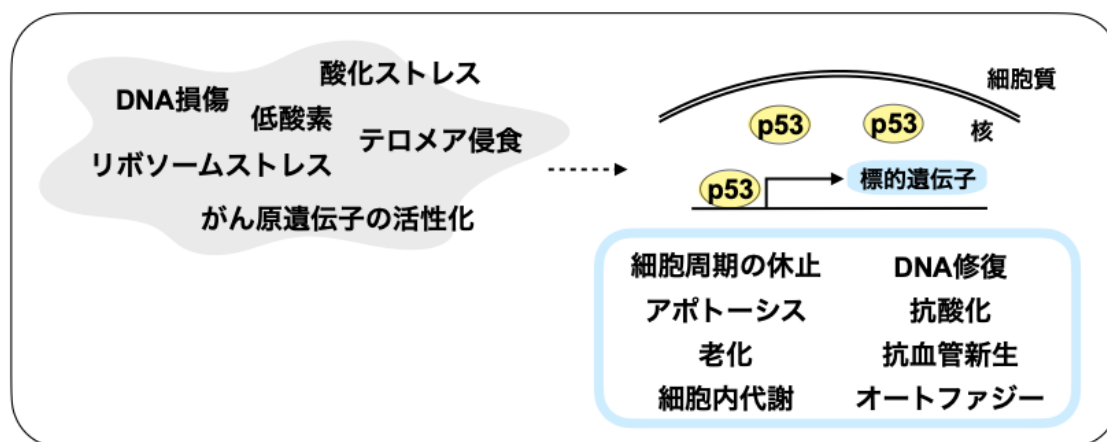 酸化ストレス
DNA損傷
低酸素
テロメア侵食
リボソームストレス
がん原遺伝子の活性化
細胞質
p53
p53
核
p53
標的遺伝子
細胞周期の休止
DNA修復
アポトーシス
抗酸化
老化
抗血管新生
細胞内代謝
オートファジー